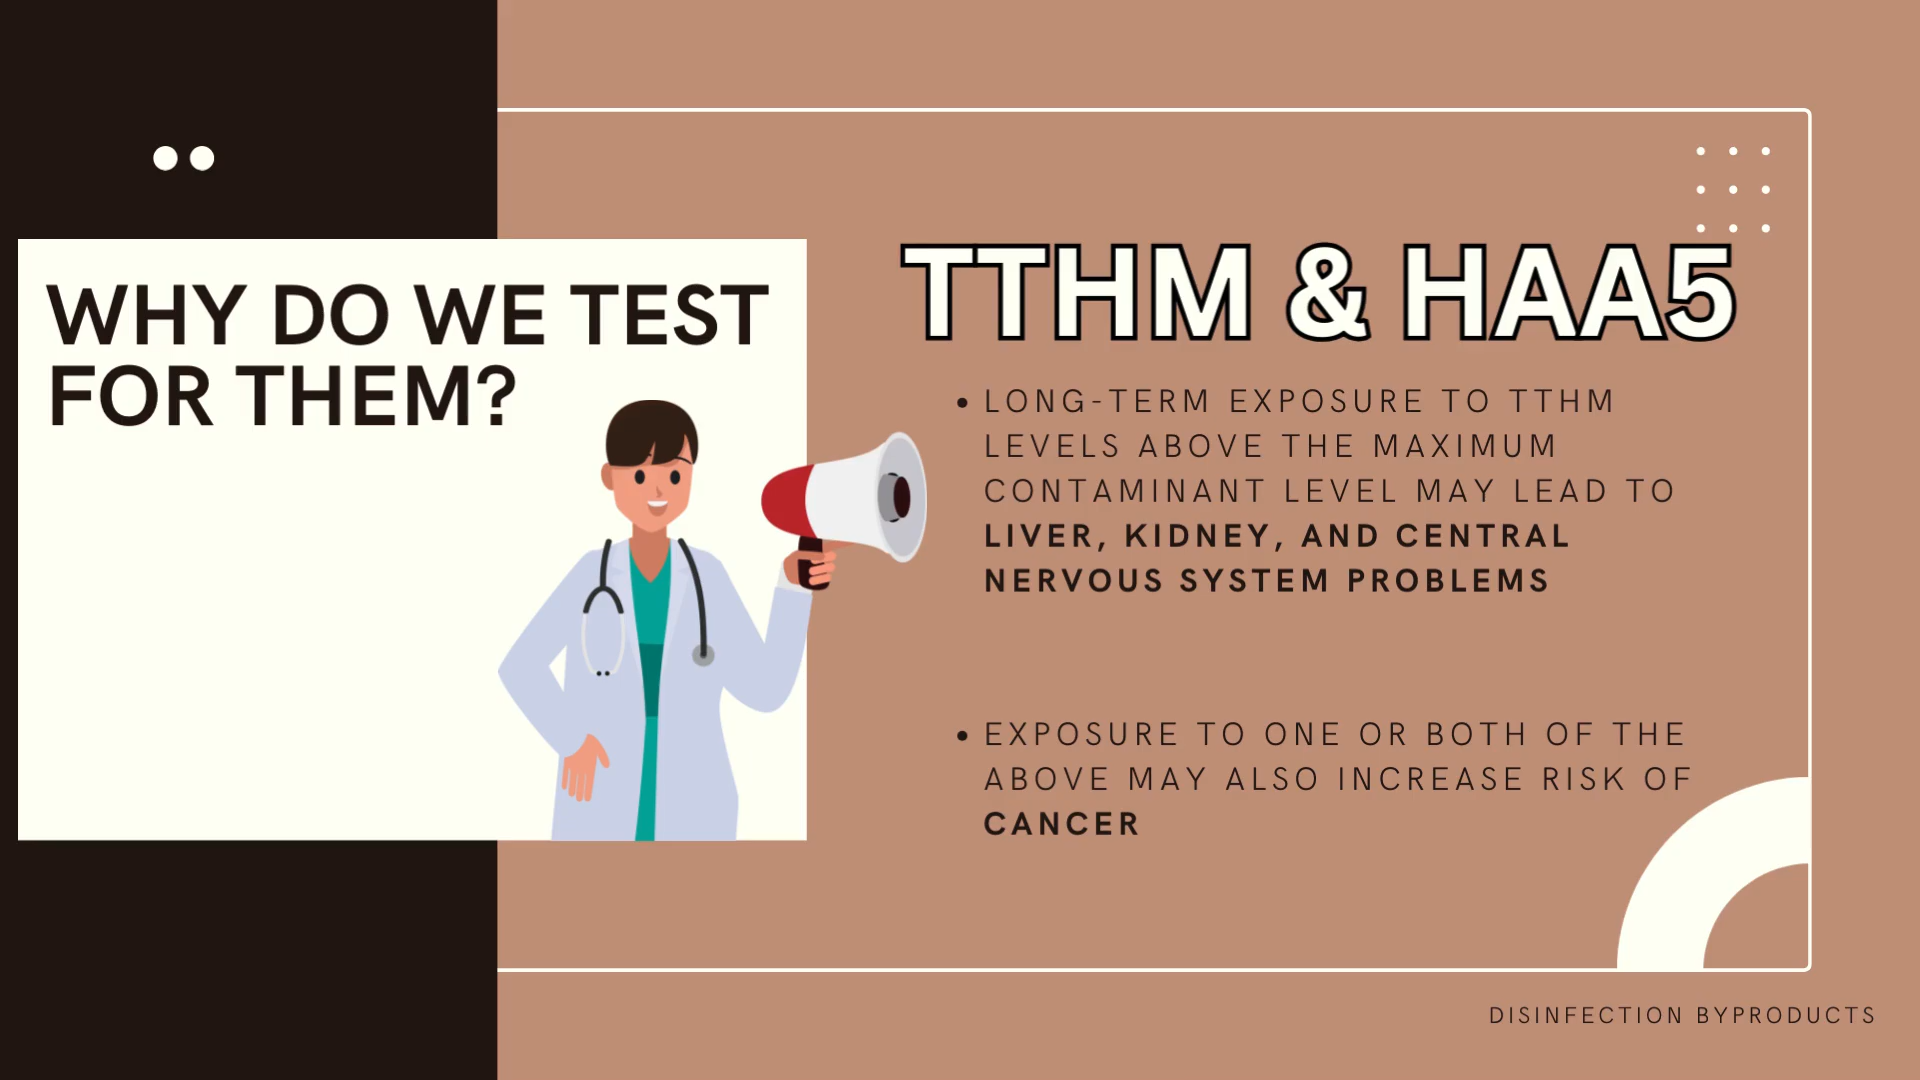 WHY DO WE TEST
FOR THEM?
TTHM & HAA5
• LONG-TERM EXPOSURE TO TTHM
LEVELS ABOVE THE MAXIMUM
CONTAMINANT LEVEL MAY LEAD TO
LIVER, KIDNEY, AND CENTRAL
NERVOUS SYSTEM PROBLEMS
• EXPOSURE TO ONE OR BOTH OF THE
ABOVE MAY ALSO INCREASE RISK OF
CANCER
DISINFECTION BYPRODUCTS